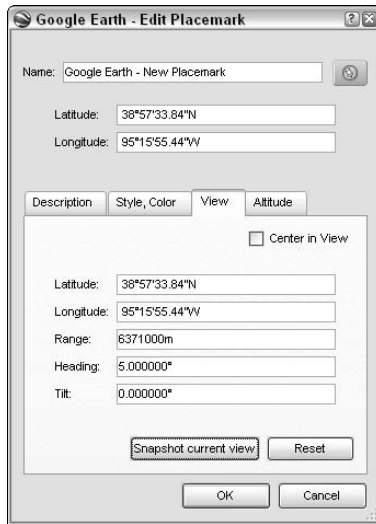 Google Earth - Edit Placemark
Name: Google Earth - New Placemark
Latitude: 38°57'33.84"N
Longitude: 95°15'55.44"W
Description Style, Color View Altitude
Center in View
Latitude: 38°57'33.84"N
Longitude: 95°15'55.44"W
Range: 6371000m
Heading: 5.000000°
Tilt: 0.000000°
Snapshot current view Reset
OK Cancel